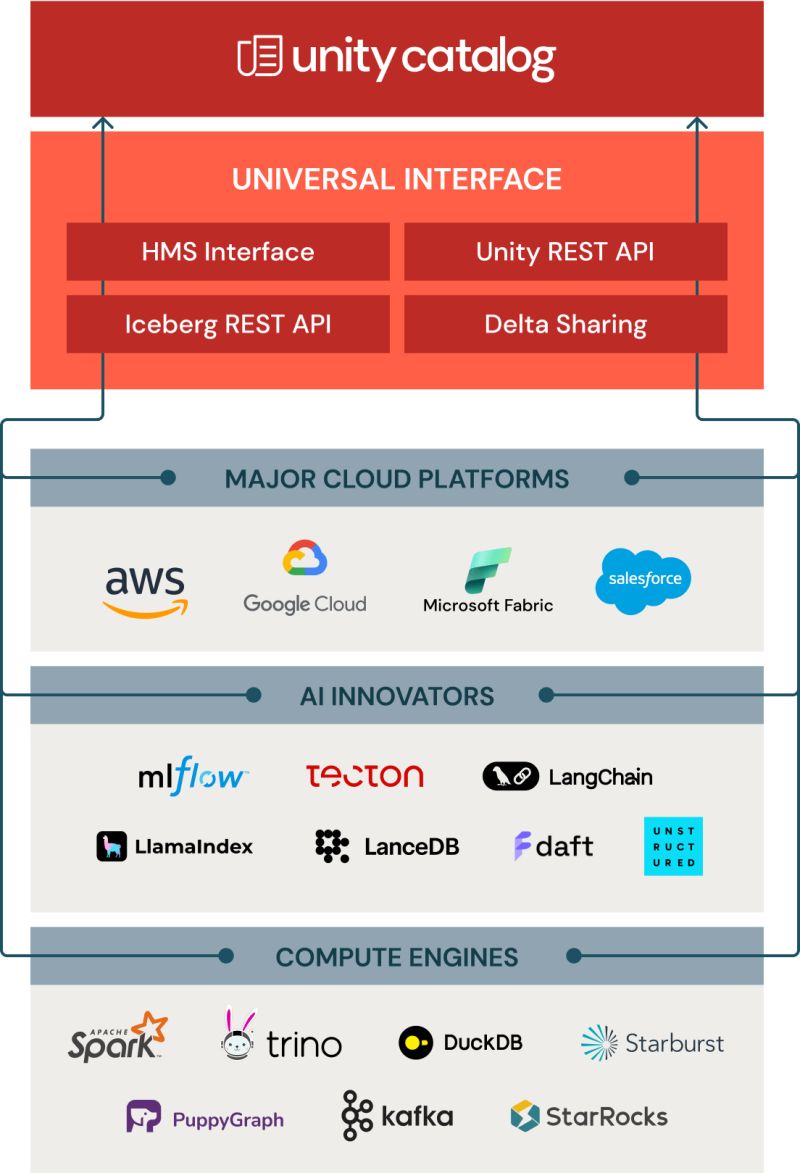 unity catalog
UNIVERSAL INTERFACE
HMS Interface
Unity REST API
Iceberg REST API
Delta Sharing
MAJOR CLOUD PLATFORMS
aws
Google Cloud
Microsoft Fabric
salesforce
AI INNOVATORS
mlflow™
TECTON
LangChain
LlamaIndex
LanceDB
daft
UNST
RUCT
URED
COMPUTE ENGINES
APACHE
Spark™
trino
DuckDB
Starburst
PuppyGraph
kafka
StarRocks